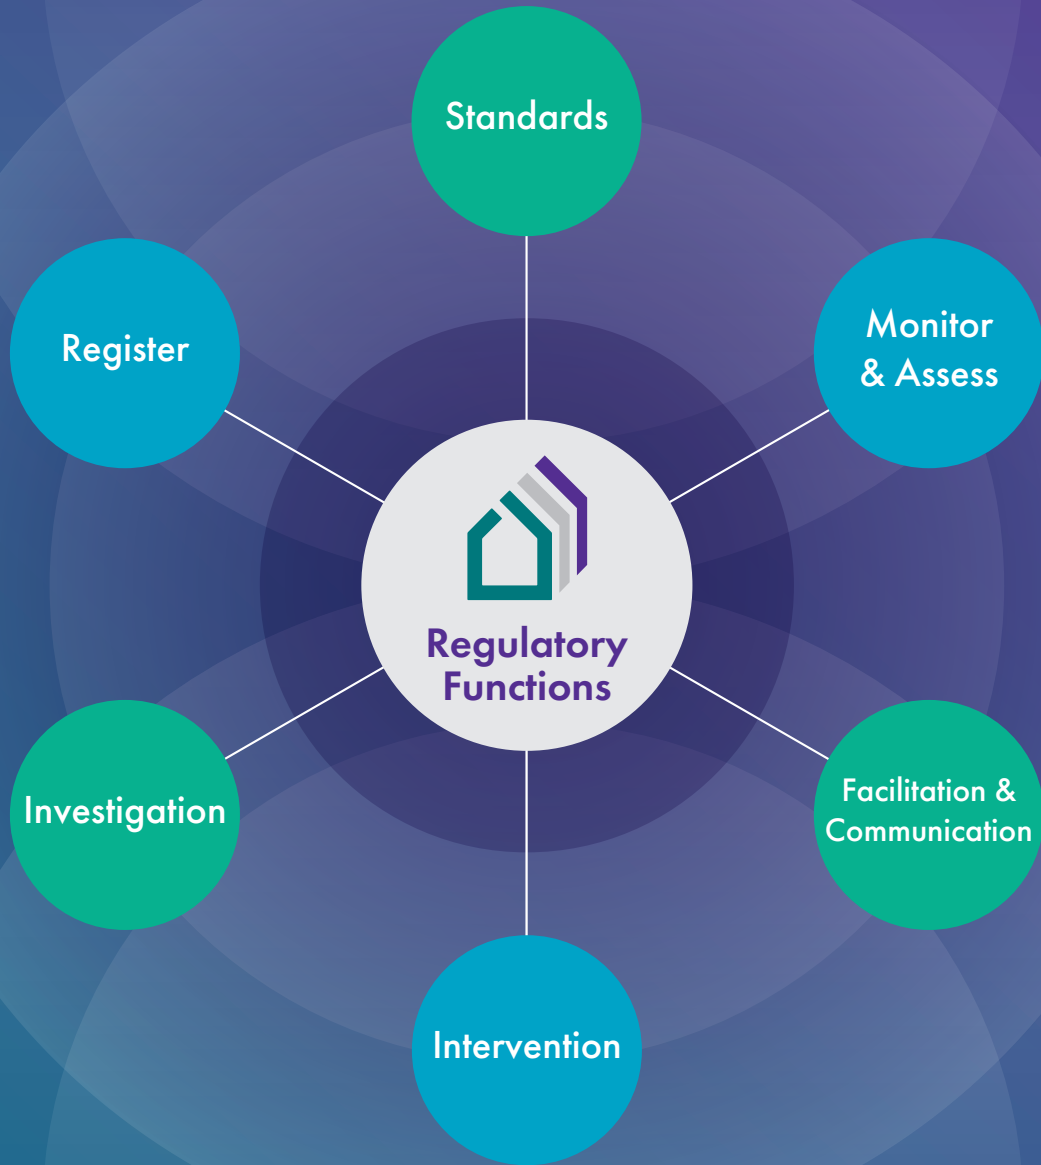 Standards
Register
Monitor
& Assess
Regulatory
Functions
Investigation
Facilitation &
Communication
Intervention